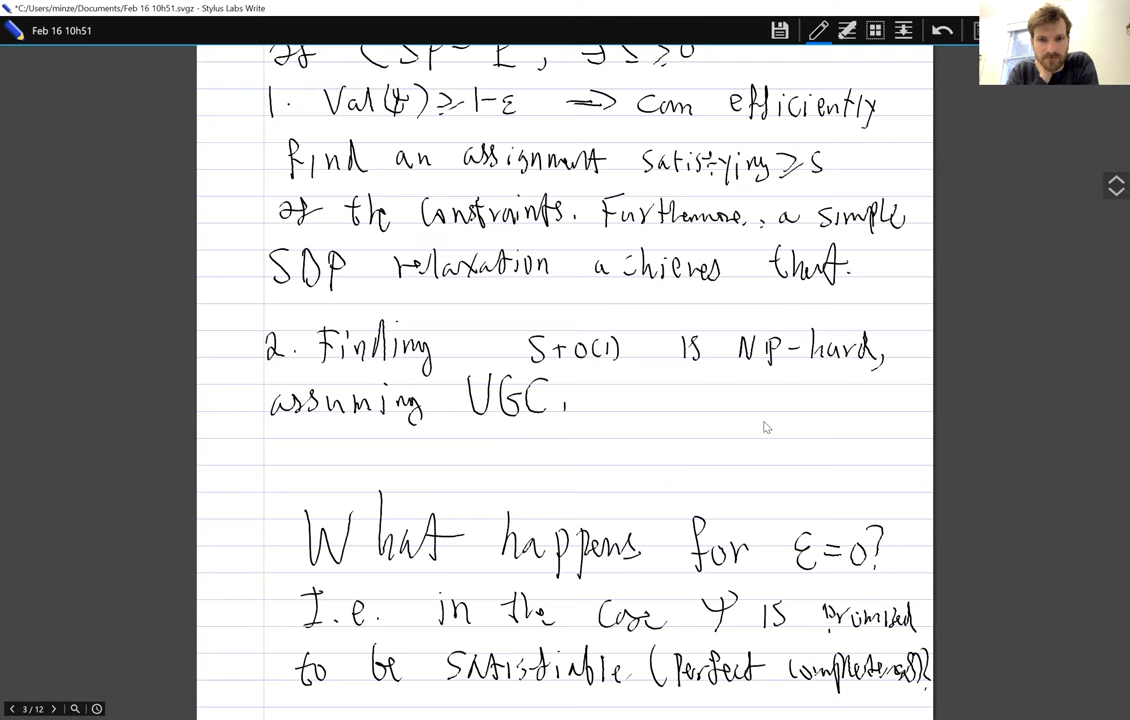 *C:/Users/minze/Documents/Feb 16 10h51.svgz - Stylus Labs Write
Feb 16 10h51
of CSP-
1. Val(Ψ) ≥ 1-ε ⇒ can efficiently
find an assignment satisfying ≥ S
of the constraints. Furthermore, a simple
SDP relaxation achieves that.
2. Finding S+o(1) is NP-hard,
assuming UGC.
What happens for ε=0?
I.e. in the case Ψ is promised
to be satisfiable (perfect completeness)?
3 / 12